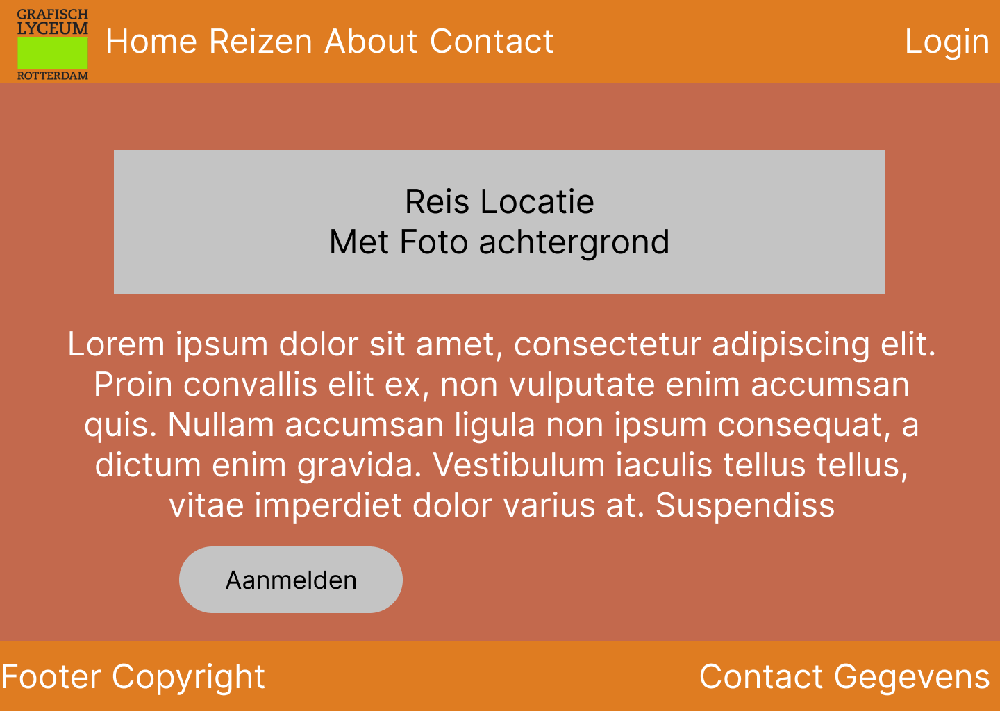 GRAFISCH
LYCEUM
ROTTERDAM
Home Reizen About Contact
Login
Reis Locatie
Met Foto achtergrond
Lorem ipsum dolor sit amet, consectetur adipiscing elit.
Proin convallis elit ex, non vulputate enim accumsan
quis. Nullam accumsan ligula non ipsum consequat, a
dictum enim gravida. Vestibulum iaculis tellus tellus,
vitae imperdiet dolor varius at. Suspendiss
Aanmelden
Footer Copyright
Contact Gegevens